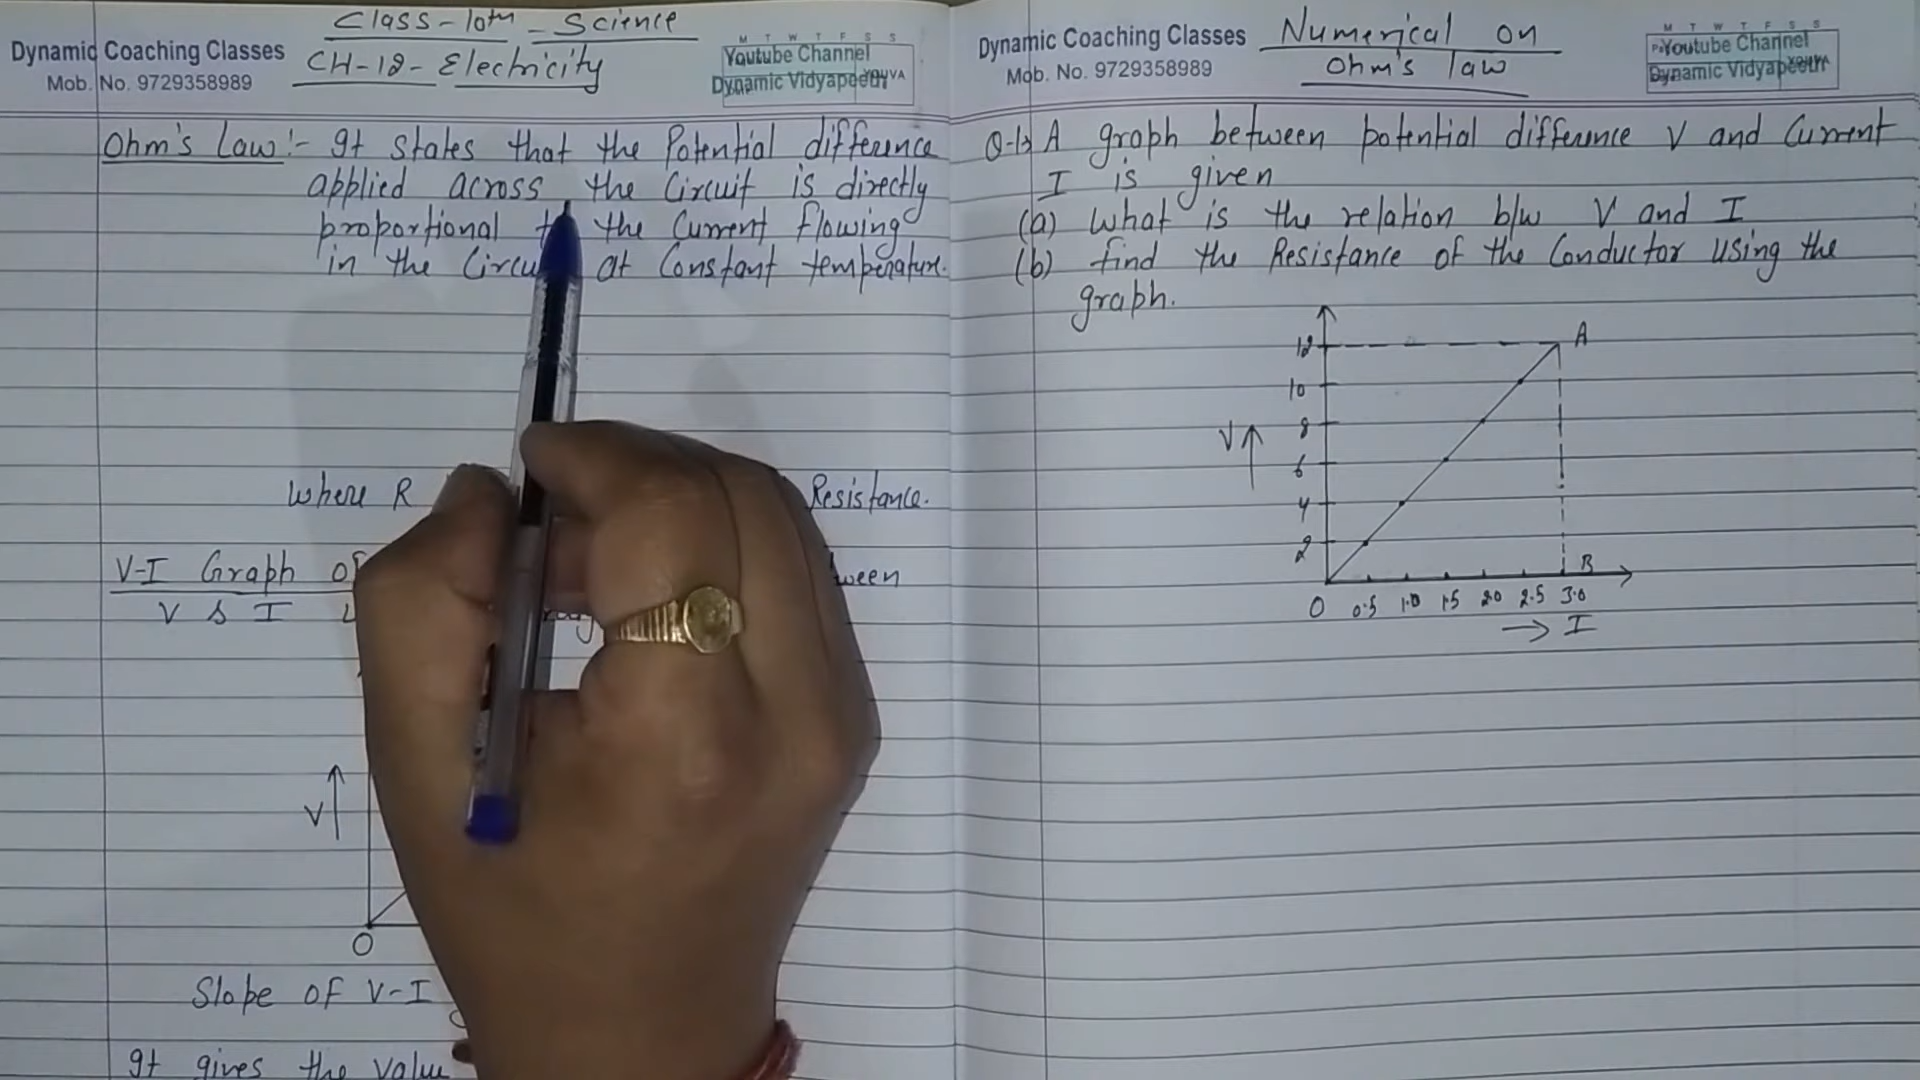 Class-10th-Science
Dynamic Coaching Classes
CH-12-Electricity
Mob. No. 9729358989
M T W T F S S
Youtube Channel
Dynamic Vidyapeeth
YOUVA
Ohm's Law:- It states that the Potential difference
applied across the Circuit is directly
proportional the Current flowing
in the at Constant temperature.
where R Resistance.
V-I Graph
V & I
V
O
Slope of V-I
It gives the value
Dynamic Coaching Classes
Mob. No. 9729358989
Numerical on
Ohm's law
M T W T F S S
Youtube Channel
Dynamic Vidyapeeth
Q-1) A graph between potential difference V and Current
I is given
(a) What is the relation b/w V and I
(b) find the Resistance of the Conductor using the
graph.
12 A
10
V 8
6
4
2
B
O 0.5 1.0 1.5 2.0 2.5 3.0
I